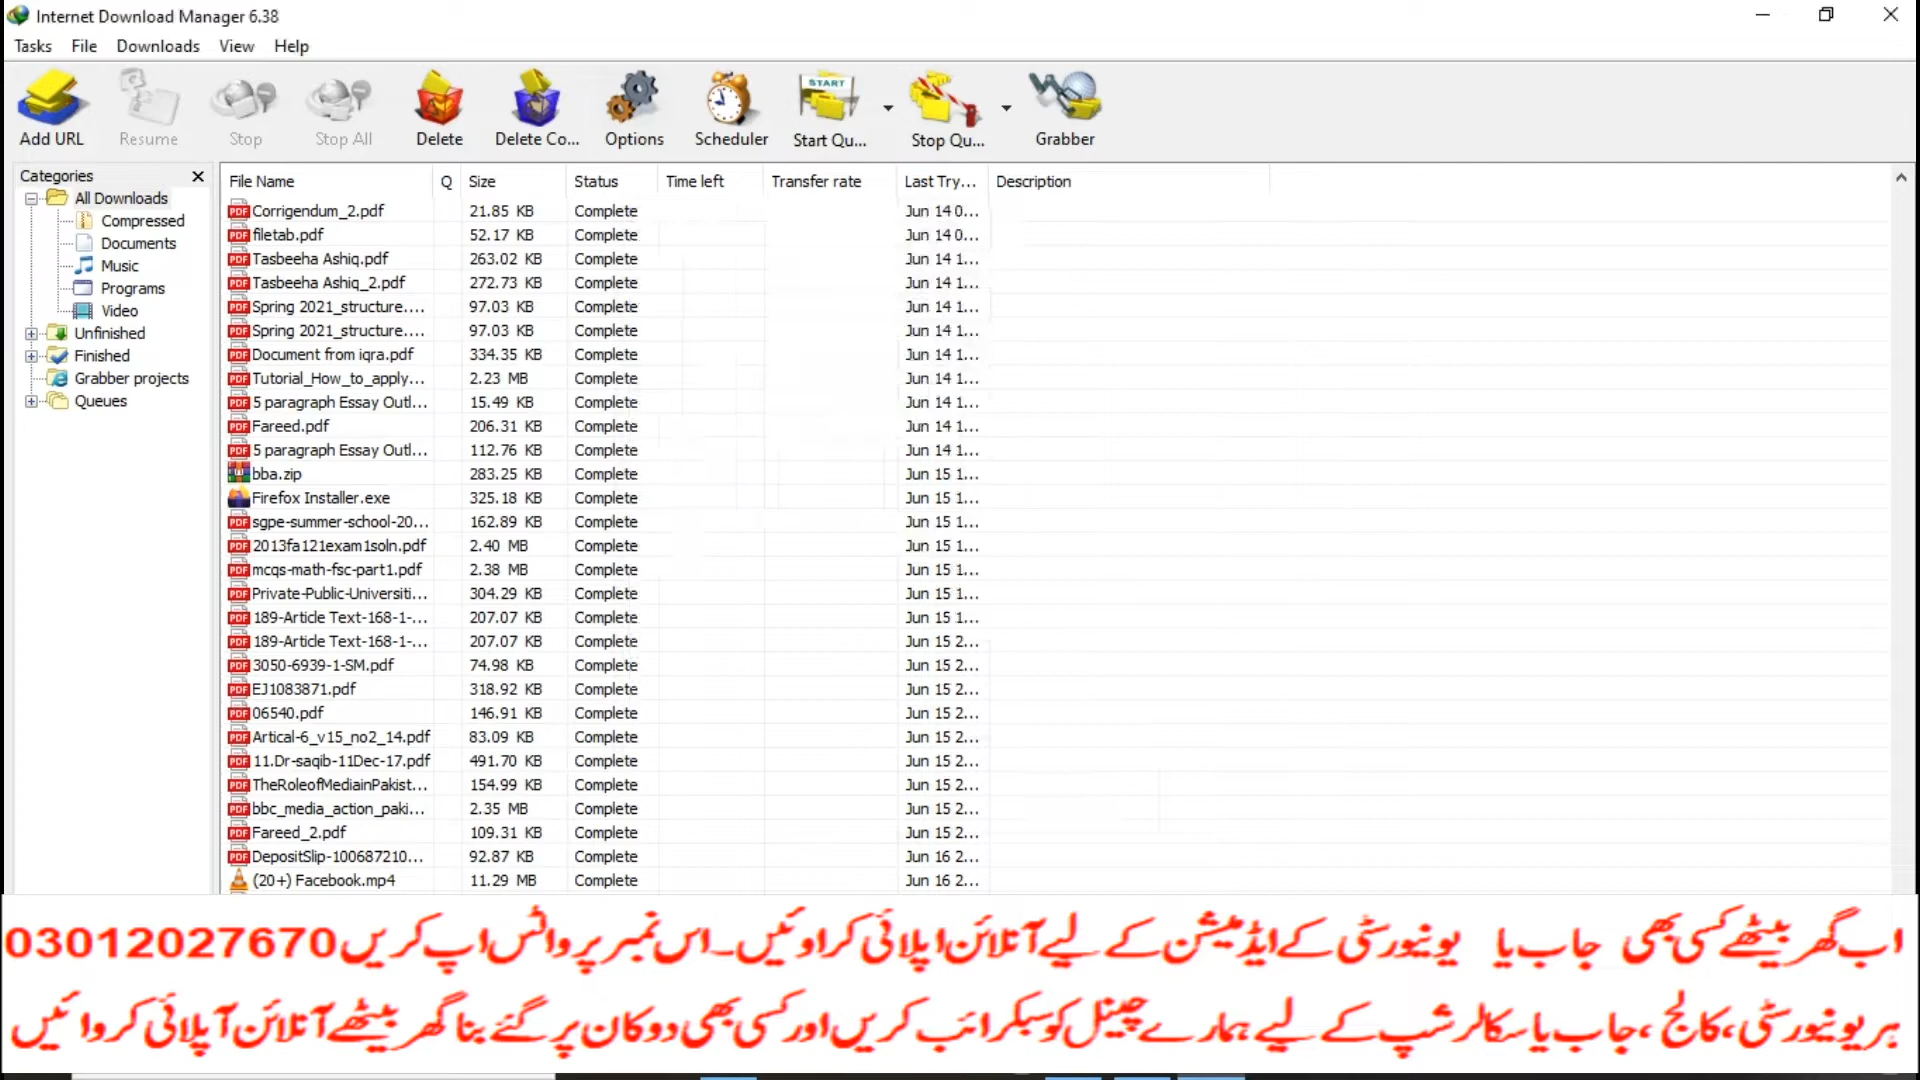 Internet Download Manager 6.38
Tasks File Downloads View Help
Add URL Resume Stop Stop All Delete Delete Co... Options Scheduler Start Qu... Stop Qu... Grabber
Categories
All Downloads
Compressed
Documents
Music
Programs
Video
Unfinished
Finished
Grabber projects
Queues
File Name Q Size Status Time left Transfer rate Last Try... Description
Corrigendum_2.pdf 21.85 KB Complete Jun 14 0...
filetab.pdf 52.17 KB Complete Jun 14 0...
Tasbeeha Ashiq.pdf 263.02 KB Complete Jun 14 1...
Tasbeeha Ashiq_2.pdf 272.73 KB Complete Jun 14 1...
Spring 2021_structure.... 97.03 KB Complete Jun 14 1...
Spring 2021_structure.... 97.03 KB Complete Jun 14 1...
Document from iqra.pdf 334.35 KB Complete Jun 14 1...
Tutorial_How_to_apply... 2.23 MB Complete Jun 14 1...
5 paragraph Essay Outl... 15.49 KB Complete Jun 14 1...
Fareed.pdf 206.31 KB Complete Jun 14 1...
5 paragraph Essay Outl... 112.76 KB Complete Jun 14 1...
bba.zip 283.25 KB Complete Jun 15 1...
Firefox Installer.exe 325.18 KB Complete Jun 15 1...
sgpe-summer-school-20... 162.89 KB Complete Jun 15 1...
2013fa121exam1soln.pdf 2.40 MB Complete Jun 15 1...
mcqs-math-fsc-part1.pdf 2.38 MB Complete Jun 15 1...
Private-Public-Universiti... 304.29 KB Complete Jun 15 1...
189-Article Text-168-1-... 207.07 KB Complete Jun 15 1...
189-Article Text-168-1-... 207.07 KB Complete Jun 15 2...
3050-6939-1-SM.pdf 74.98 KB Complete Jun 15 2...
EJ1083871.pdf 318.92 KB Complete Jun 15 2...
06540.pdf 146.91 KB Complete Jun 15 2...
Artical-6_v15_no2_14.pdf 83.09 KB Complete Jun 15 2...
11.Dr-saqib-11Dec-17.pdf 491.70 KB Complete Jun 15 2...
TheRoleofMediainPakist... 154.99 KB Complete Jun 15 2...
bbc_media_action_paki... 2.35 MB Complete Jun 15 2...
Fareed_2.pdf 109.31 KB Complete Jun 15 2...
DepositSlip-100687210... 92.87 KB Complete Jun 16 2...
(20+) Facebook.mp4 11.29 MB Complete Jun 16 2...
اب گھر بیٹھے کسی بھی جاب یا یونیورسٹی کے ایڈمیشن کے لیے آنلائن اپلائی کراوئیں۔ اس نمبر پر واٹس اپ کریں 03012027670
ہر یونیورسٹی، کالج ،جاب یا سکالرشپ کے لیے ہمارے چینل کو سبکرائب کریں اور کسی بھی دوکان پر گئے بنا گھر بیٹھے آنلائن آپلائی کروائیں